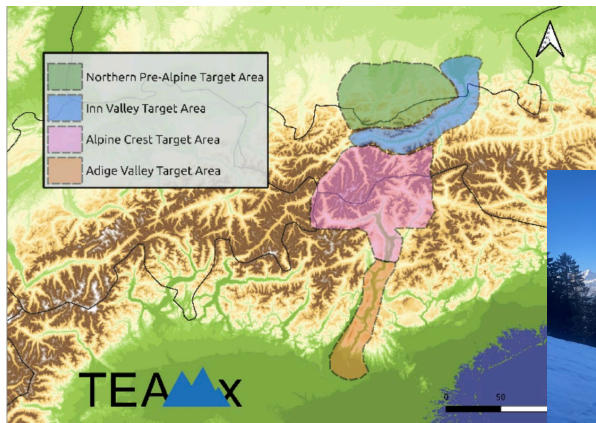 Northern Pre-Alpine Target Area
Inn Valley Target Area
Alpine Crest Target Area
Adige Valley Target Area
TEAMx
0 50